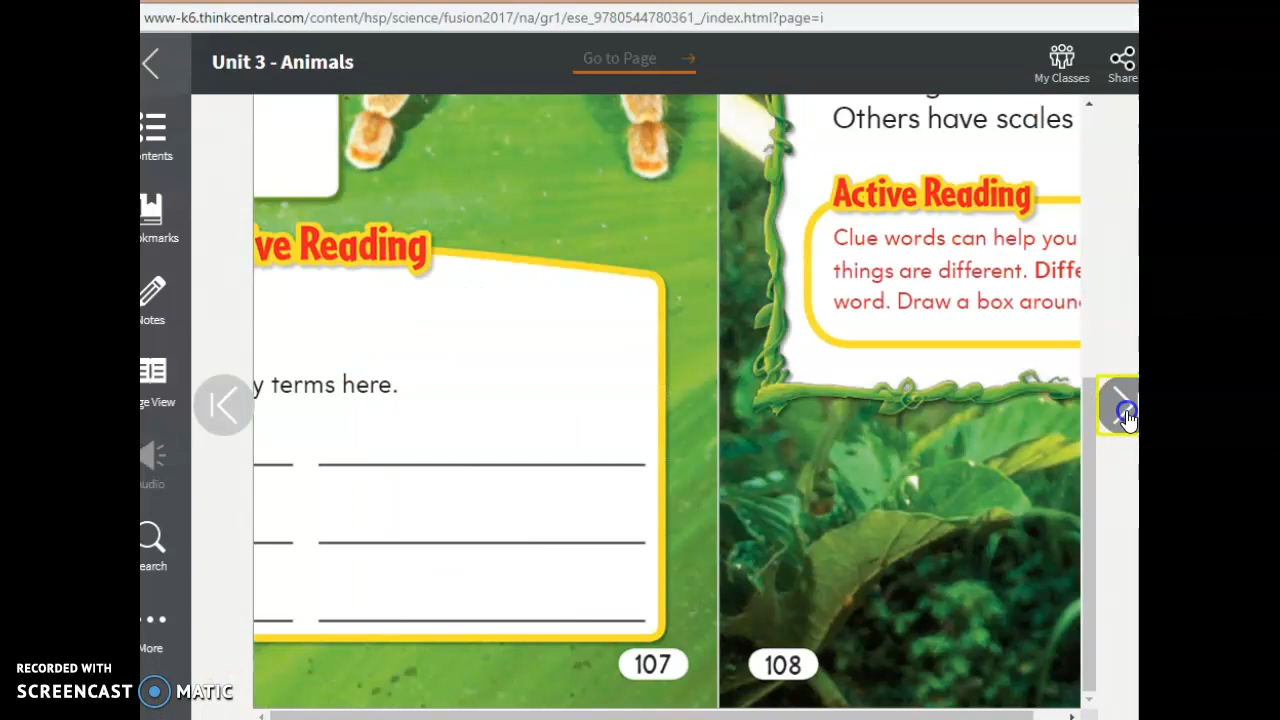 www-k6.thinkcentral.com/content/hsp/science/fusion2017/na/gr1/ese_9780544780361_/index.html?page=i
Unit 3 - Animals
Go to Page
My Classes
Share
ntents
okmarks
Notes
ge View
udio
earch
More
ve Reading
y terms here.
107
Others have scales
Active Reading
Clue words can help you
things are different. Diffe
word. Draw a box aroun
108
RECORDED WITH
SCREENCAST MATIC